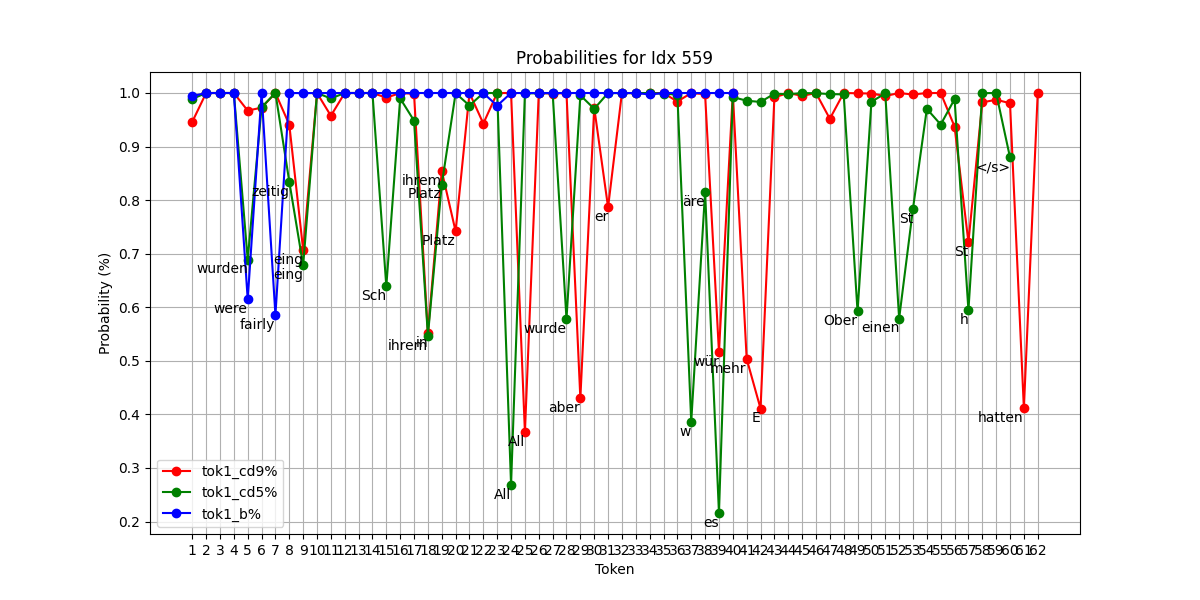 Probabilities for Idx 559
Probability (%)
1.0
0.9
0.8
0.7
0.6
0.5
0.4
0.3
0.2
wurden
were
fairly
zeitig
eing
eing
Sch
ihrem
in
ihrem
Platz
Platz
All
All
wurde
aber
er
w
äre
wür
es
mehr
E
Ober
einen
St
St
h
</s>
hatten
tok1_cd9%
tok1_cd5%
tok1_b%
1 2 3 4 5 6 7 8 9 10 11 12 13 14 15 16 17 18 19 20 21 22 23 24 25 26 27 28 29 30 31 32 33 34 35 36 37 38 39 40 41 42 43 44 45 46 47 48 49 50 51 52 53 54 55 56 57 58 59 60 61 62
Token